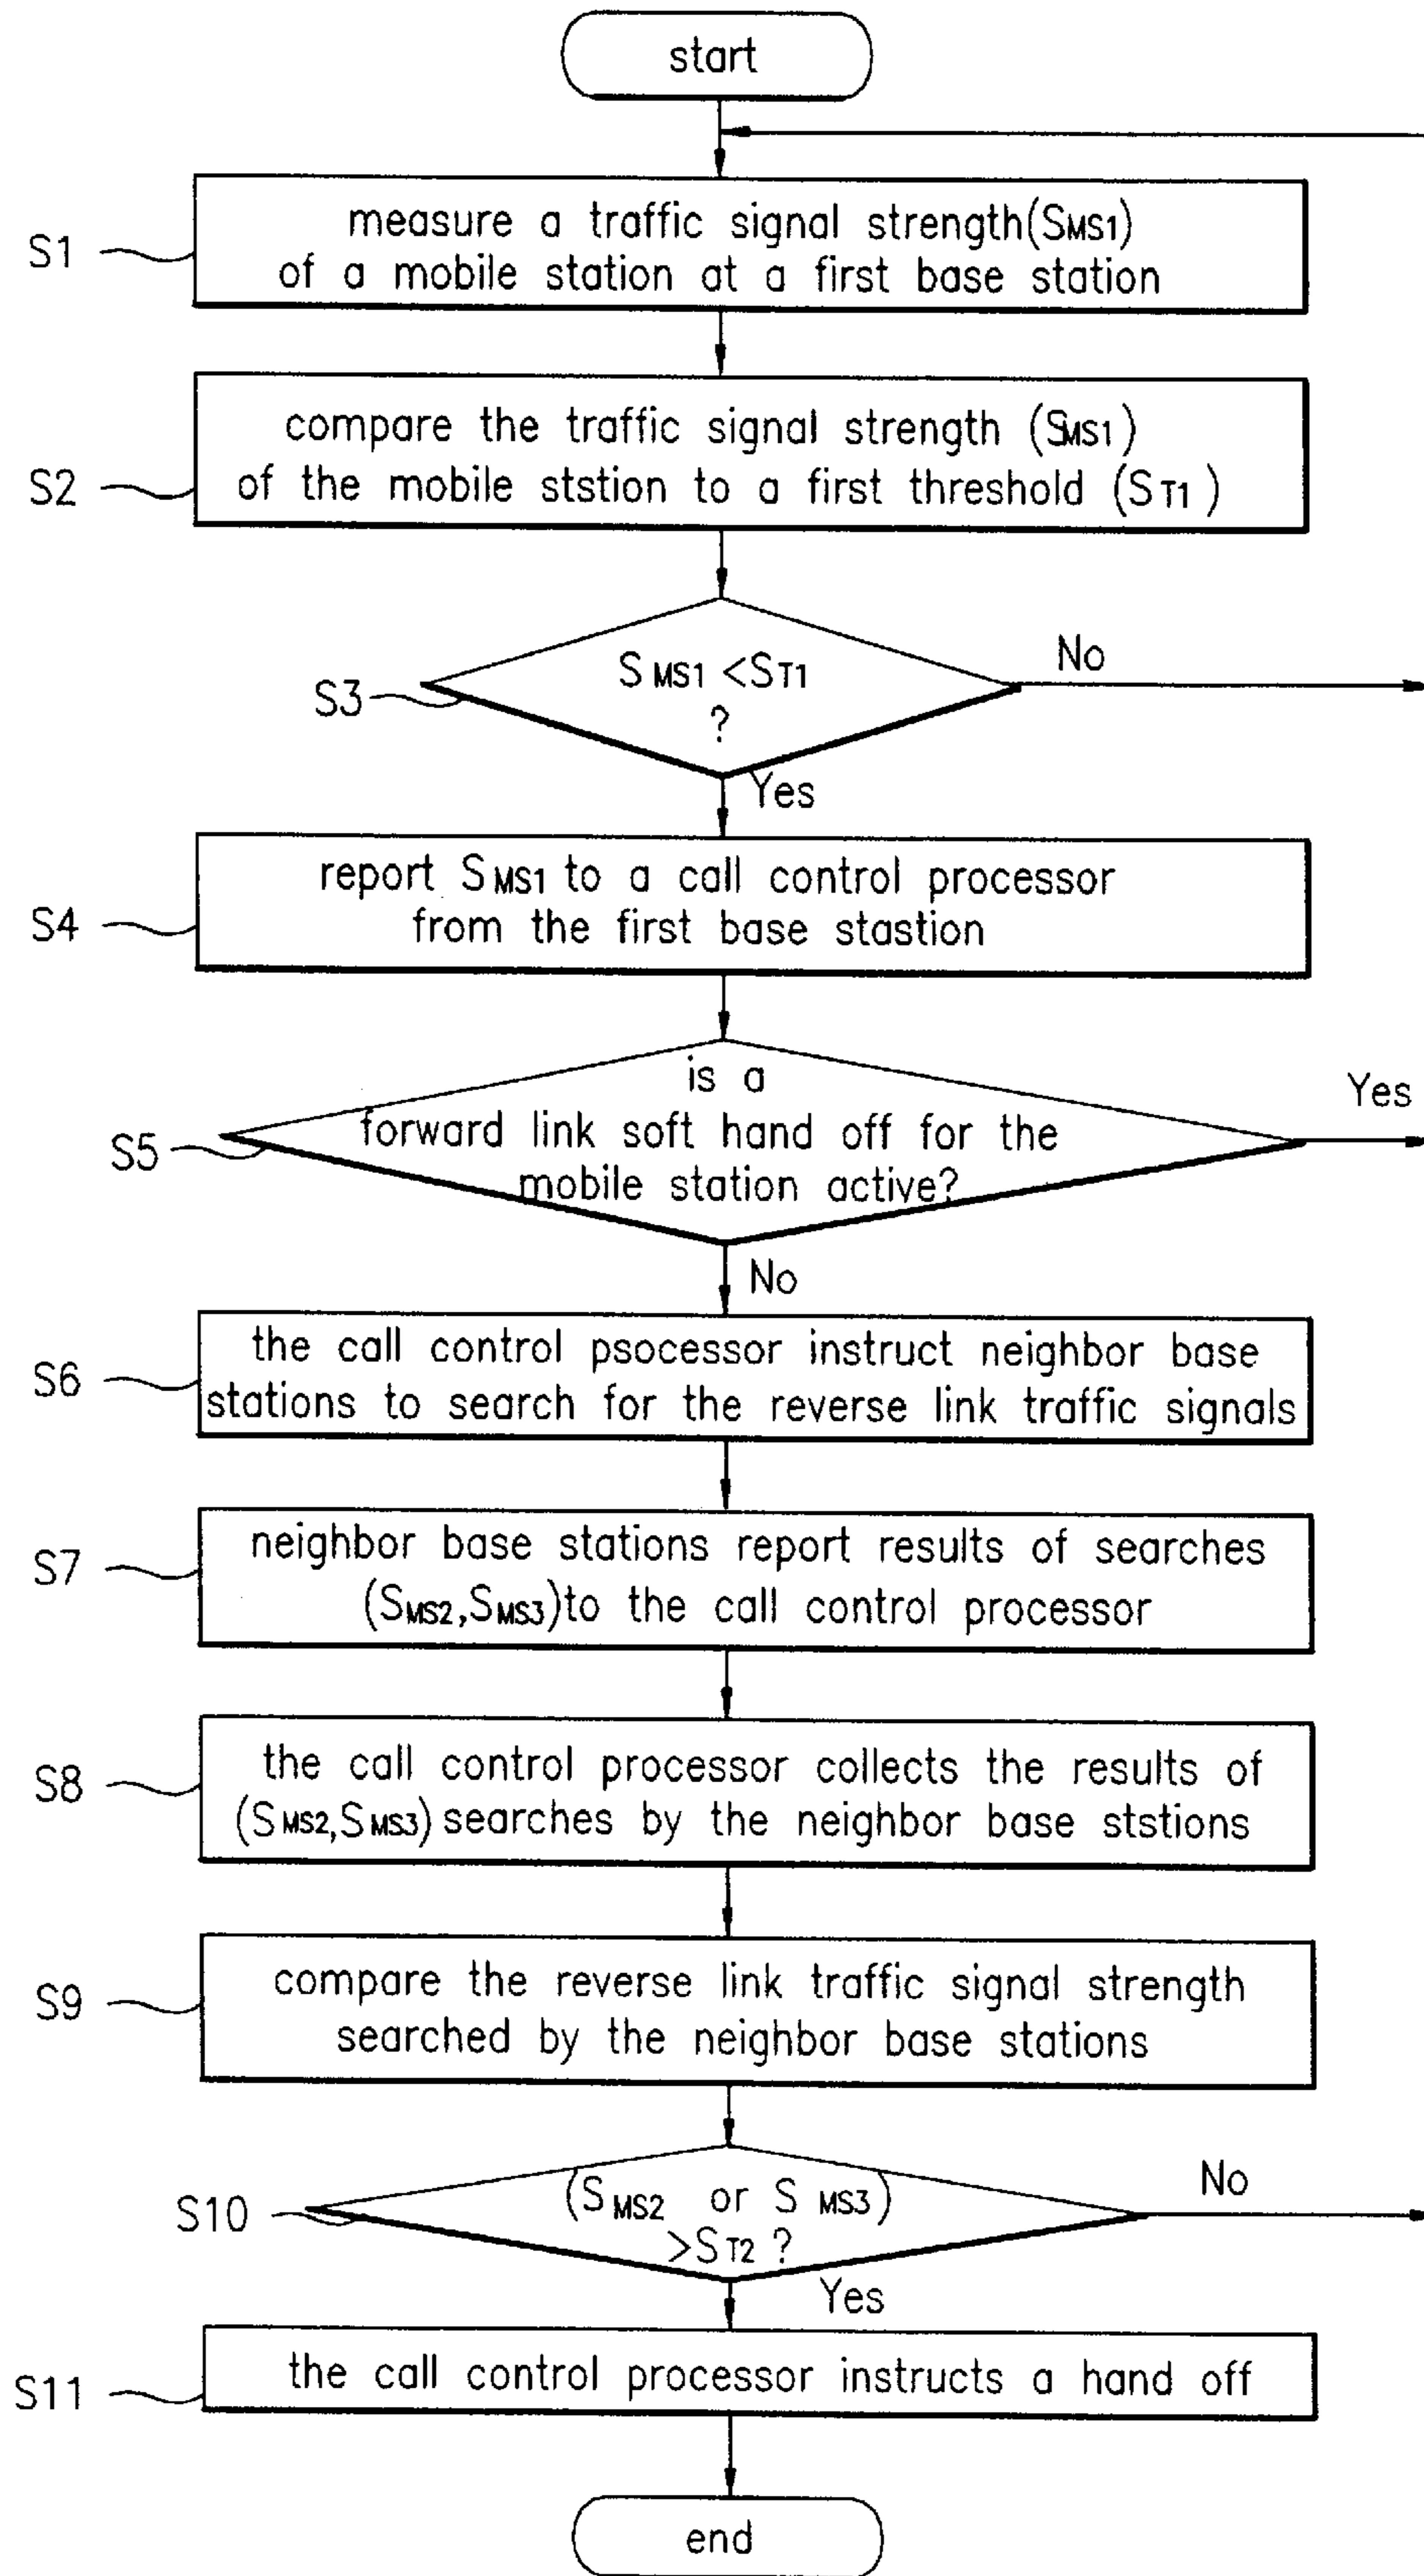 start
S1
measure a traffic signal strength(SMS1)
of a mobile station at a first base station
S2
compare the traffic signal strength (SMS1)
of the mobile ststion to a first threshold (ST1)
S3
SMS1 <ST1
?
No
Yes
S4
report SMS1 to a call control processor
from the first base stastion
S5
is a
forward link soft hand off for the
mobile station active?
Yes
No
S6
the call control psocessor instruct neighbor base
stations to search for the reverse link traffic signals
S7
neighbor base stations report results of searches
(SMS2,SMS3)to the call control processor
S8
the call control processor collects the results of
(SMS2,SMS3) searches by the neighbor base ststions
S9
compare the reverse link traffic signal strength
searched by the neighbor base stations
S10
(SMS2 or SMS3)
>ST2 ?
No
Yes
S11
the call control processor instructs a hand off
end